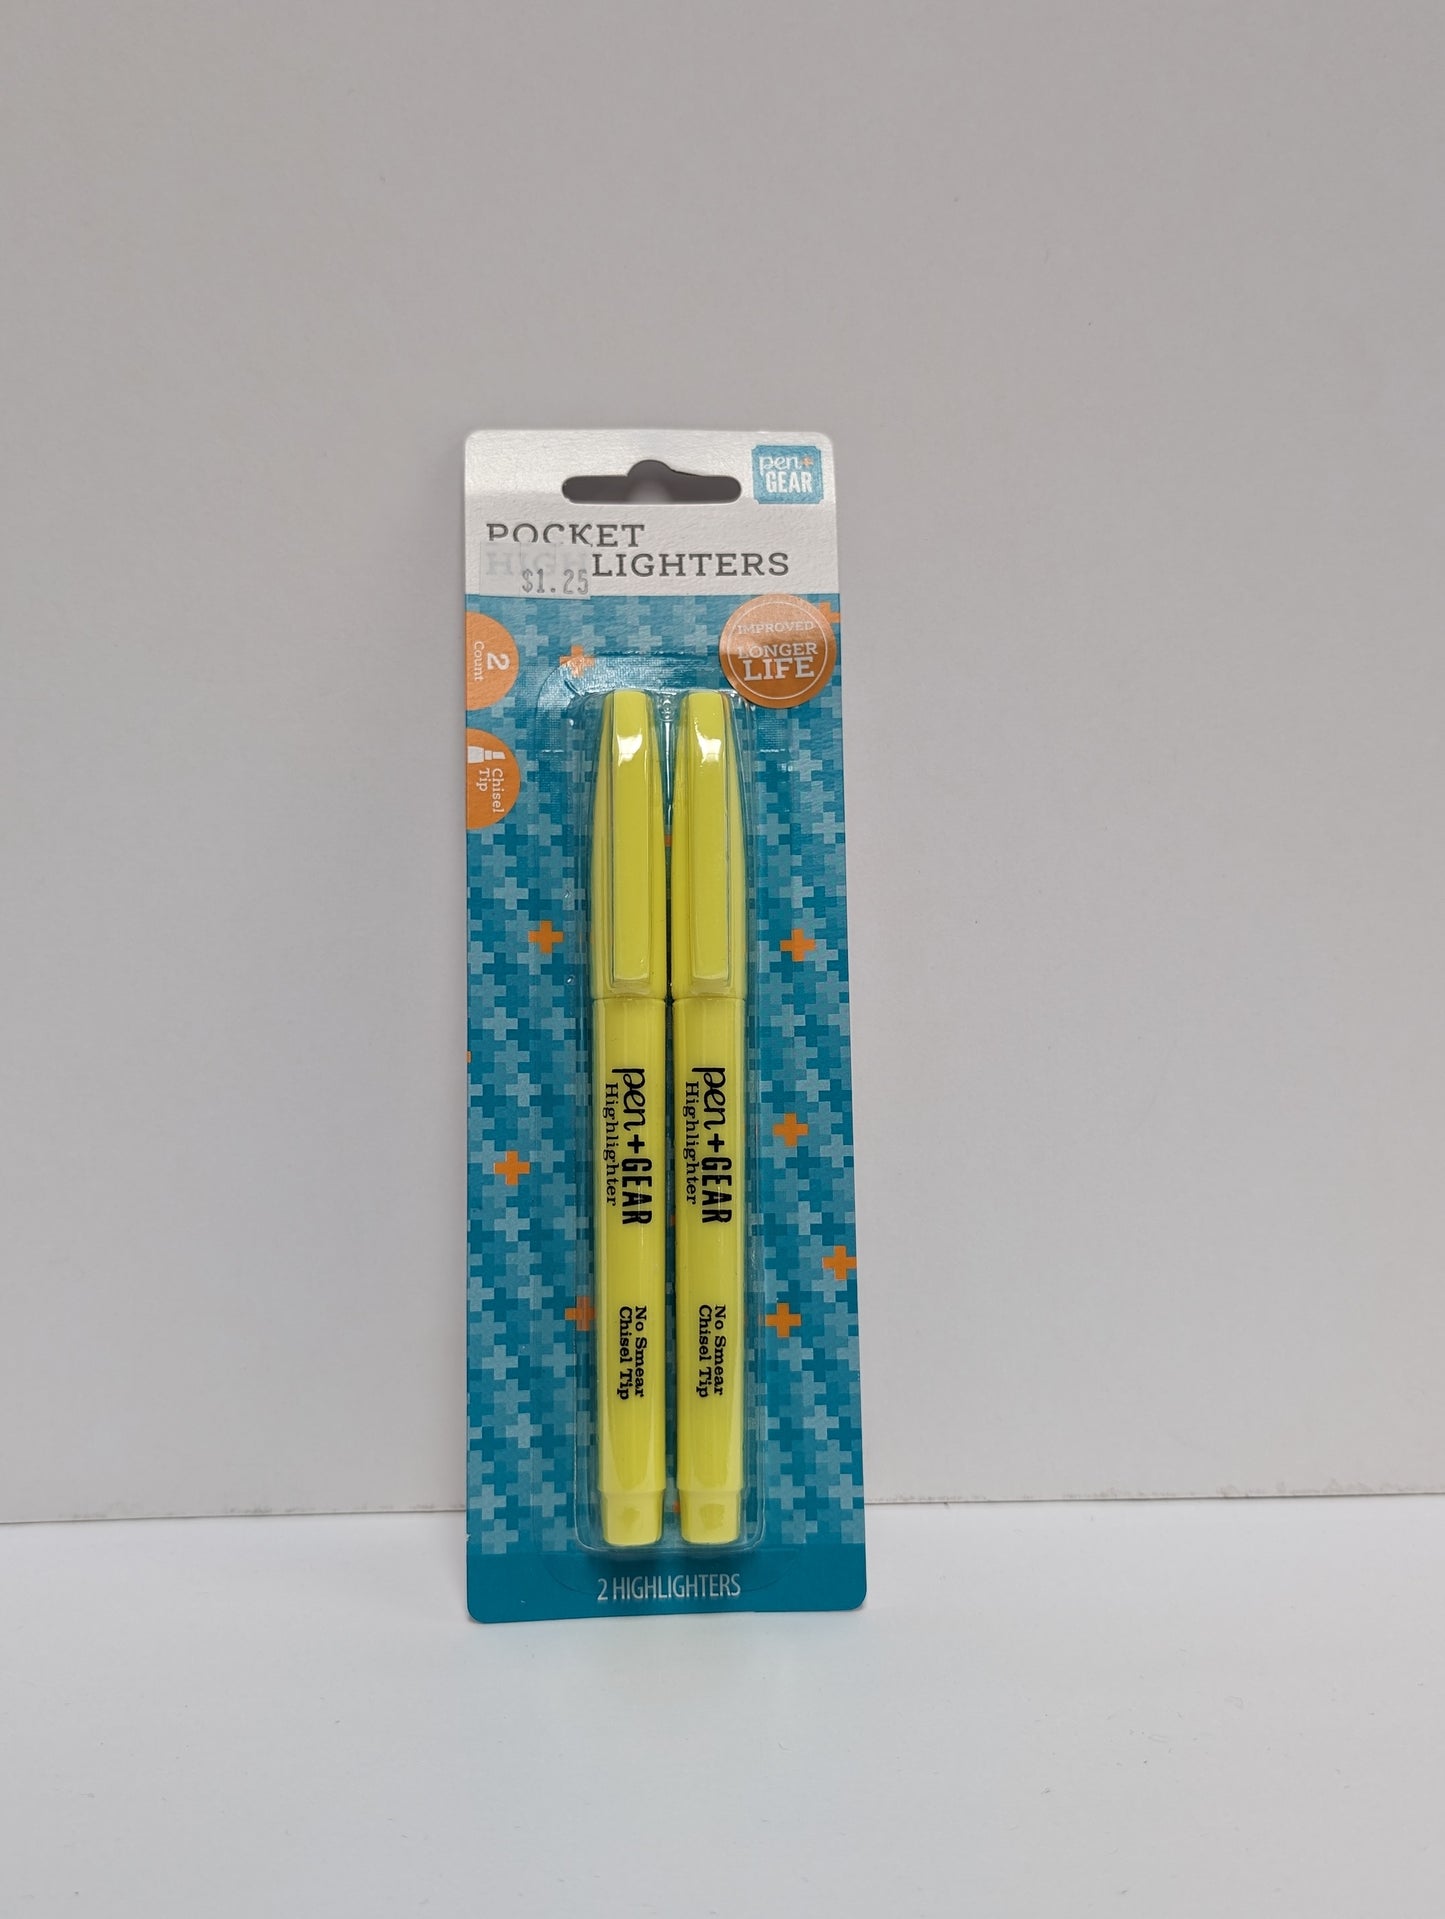 pen+
GEAR
POCKET
HIGHLIGHTERS
$1.25
IMPROVED
LONGER
LIFE
2
Count
Chisel
Tip
pen+GEAR
Highlighter
No Smear
Chisel Tip
pen+GEAR
Highlighter
No Smear
Chisel Tip
2 HIGHLIGHTERS